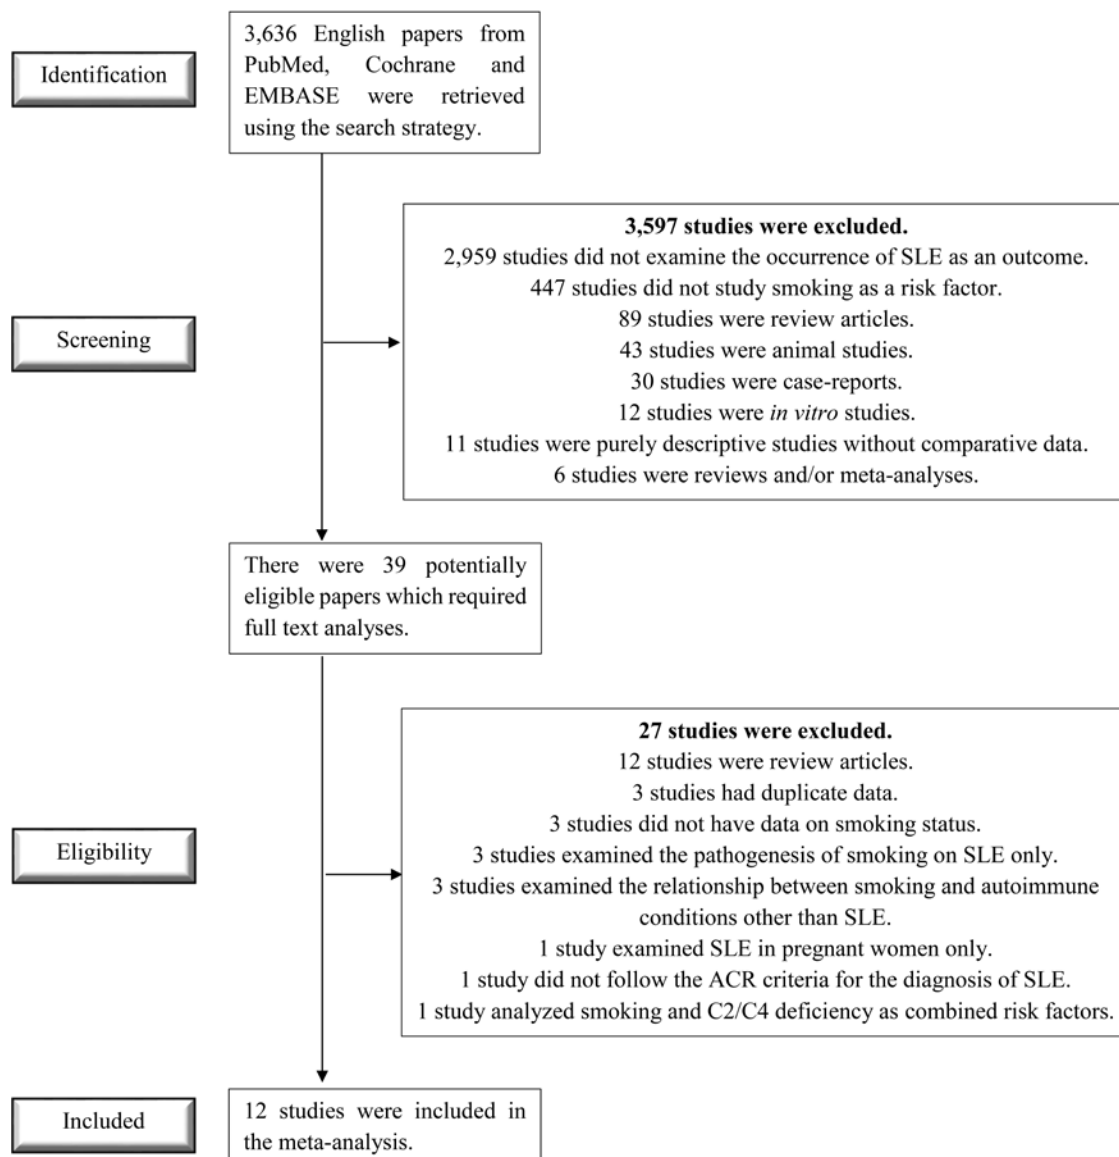 Identification
3,636 English papers from
PubMed, Cochrane and
EMBASE were retrieved
using the search strategy.
Screening
3,597 studies were excluded.
2,959 studies did not examine the occurrence of SLE as an outcome.
447 studies did not study smoking as a risk factor.
89 studies were review articles.
43 studies were animal studies.
30 studies were case-reports.
12 studies were in vitro studies.
11 studies were purely descriptive studies without comparative data.
6 studies were reviews and/or meta-analyses.
There were 39 potentially
eligible papers which required
full text analyses.
Eligibility
27 studies were excluded.
12 studies were review articles.
3 studies had duplicate data.
3 studies did not have data on smoking status.
3 studies examined the pathogenesis of smoking on SLE only.
3 studies examined the relationship between smoking and autoimmune
conditions other than SLE.
1 study examined SLE in pregnant women only.
1 study did not follow the ACR criteria for the diagnosis of SLE.
1 study analyzed smoking and C2/C4 deficiency as combined risk factors.
Included
12 studies were included in
the meta-analysis.